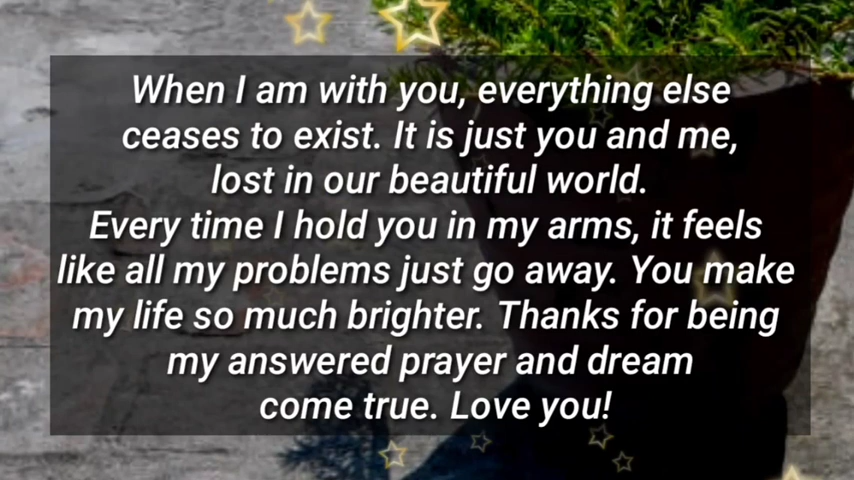 When I am with you, everything else
ceases to exist. It is just you and me,
lost in our beautiful world.
Every time I hold you in my arms, it feels
like all my problems just go away. You make
my life so much brighter. Thanks for being
my answered prayer and dream
come true. Love you!